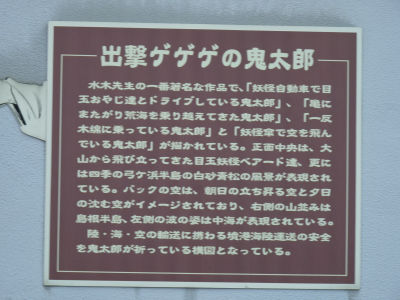 出撃ゲゲゲの鬼太郎
水木先生の一番著名な作品で、「妖怪自動車で目
玉おやじ達とドライブしている鬼太郎」、「亀に
またがり荒海を乗り越えてきた鬼太郎」、「一反
木綿に乗っている鬼太郎」と「妖怪傘で空を飛ん
でいる鬼太郎」が描かれている。正面中央は、大
山から飛び立ってきた目玉妖怪ベアード達、更に
は四季の弓ケ浜半島の白砂青松の風景が表現され
ている。バックの空は、朝日の立ち昇る空と夕日
の沈む空がイメージされており、右側の山並みは
島根半島、左側の波の姿は中海が表現されている。
陸・海・空の輸送に携わる境港海陸運送の安全
を鬼太郎が祈っている構図となっている。